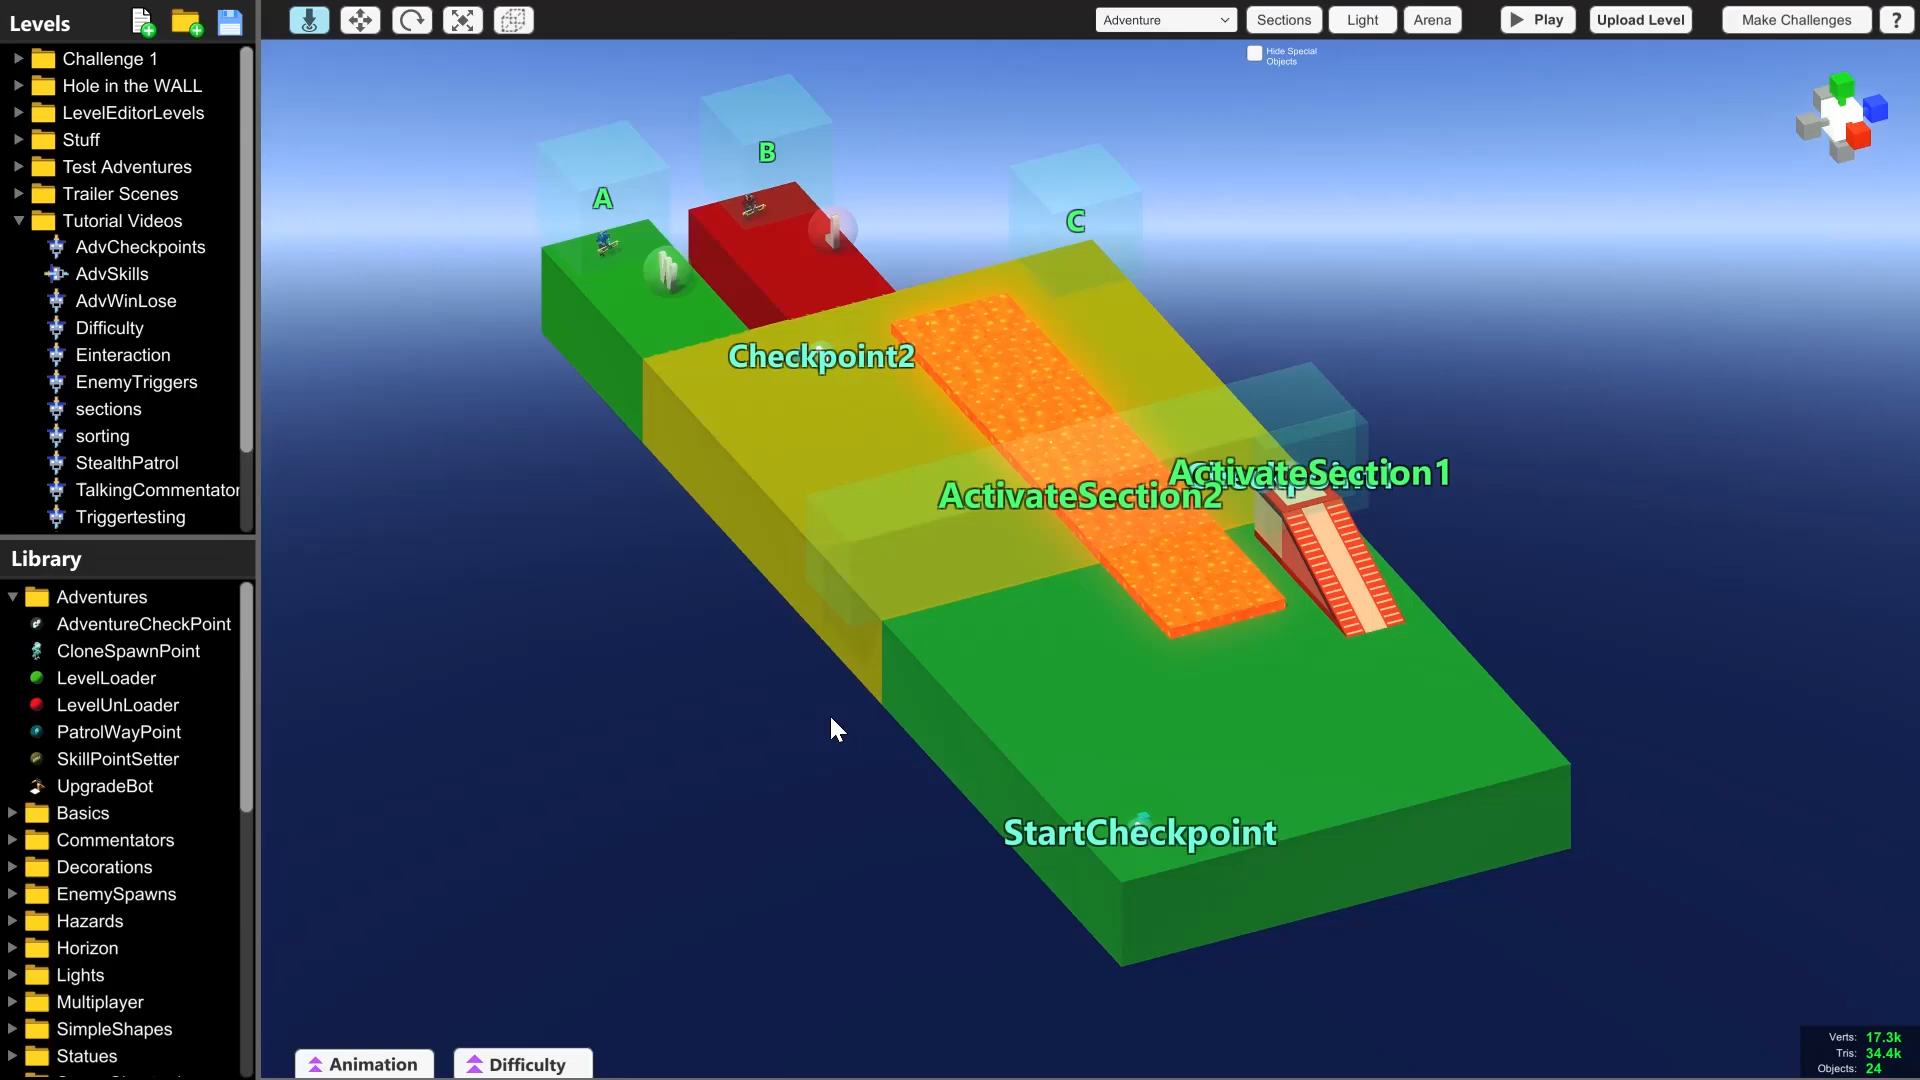 Levels
Adventure
Sections
Light
Arena
Play
Upload Level
Make Challenges
?
Hide Special
Objects
Challenge 1
Hole in the WALL
LevelEditorLevels
Stuff
Test Adventures
Trailer Scenes
Tutorial Videos
AdvCheckpoints
AdvSkills
AdvWinLose
Difficulty
Einteraction
EnemyTriggers
sections
sorting
StealthPatrol
TalkingCommentator
Triggertesting
Library
Adventures
AdventureCheckPoint
CloneSpawnPoint
LevelLoader
LevelUnLoader
PatrolWayPoint
SkillPointSetter
UpgradeBot
Basics
Commentators
Decorations
EnemySpawns
Hazards
Horizon
Lights
Multiplayer
SimpleShapes
Statues
A
B
C
Checkpoint2
ActivateSection1
ActivateSection2
StartCheckpoint
Animation
Difficulty
Verts: 17.3k
Tris: 34.4k
Objects: 24